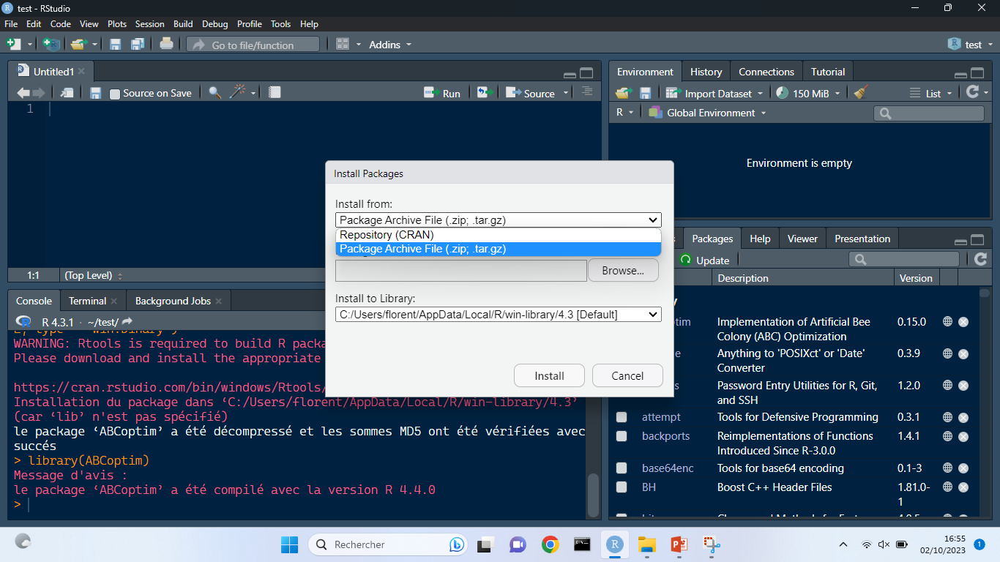 test - RStudio
File Edit Code View Plots Session Build Debug Profile Tools Help
Go to file/function Addins test
Untitled1
Source on Save Run Source
1
1:1 (Top Level)
Environment History Connections Tutorial
Import Dataset 150 MiB List
R Global Environment
Environment is empty
Install Packages
Install from:
Package Archive File (.zip; .tar.gz)
Repository (CRAN)
Package Archive File (.zip; .tar.gz)
Browse...
Install to Library:
C:/Users/florent/AppData/Local/R/win-library/4.3 [Default]
Install Cancel
Console Terminal Background Jobs
R 4.3.1 · ~/test/
WARNING: Rtools is required to build R packa
Please download and install the appropriate
https://cran.rstudio.com/bin/windows/Rtools/
Installation du package dans ‘C:/Users/florent/AppData/Local/R/win-library/4.3’
(car ‘lib’ n'est pas spécifié)
le package ‘ABCoptim’ a été décompressé et les sommes MD5 ont été vérifiées avec
succés
> library(ABCoptim)
Message d'avis :
le package ‘ABCoptim’ a été compilé avec la version R 4.4.0
>
Packages Help Viewer Presentation
Update
Description Version
tim Implementation of Artificial Bee 0.15.0
Colony (ABC) Optimization
e Anything to 'POSIXct' or 'Date' 0.3.9
Converter
s Password Entry Utilities for R, Git, 1.2.0
and SSH
attempt Tools for Defensive Programming 0.3.1
backports Reimplementations of Functions 1.4.1
Introduced Since R-3.0.0
base64enc Tools for base64 encoding 0.1-3
BH Boost C++ Header Files 1.81.0-
1
Rechercher
16:55
02/10/2023 1